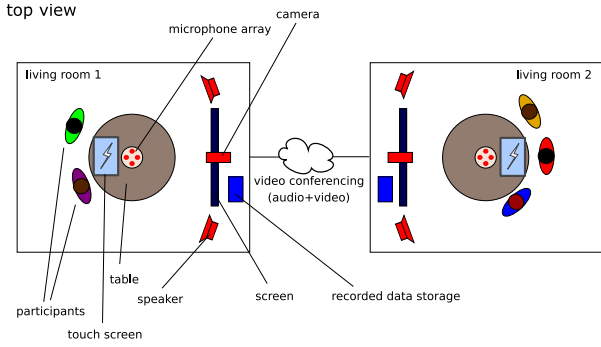 top view
microphone array
camera
living room 1
living room 2
video conferencing
(audio+video)
table
speaker
screen
recorded data storage
participants
touch screen